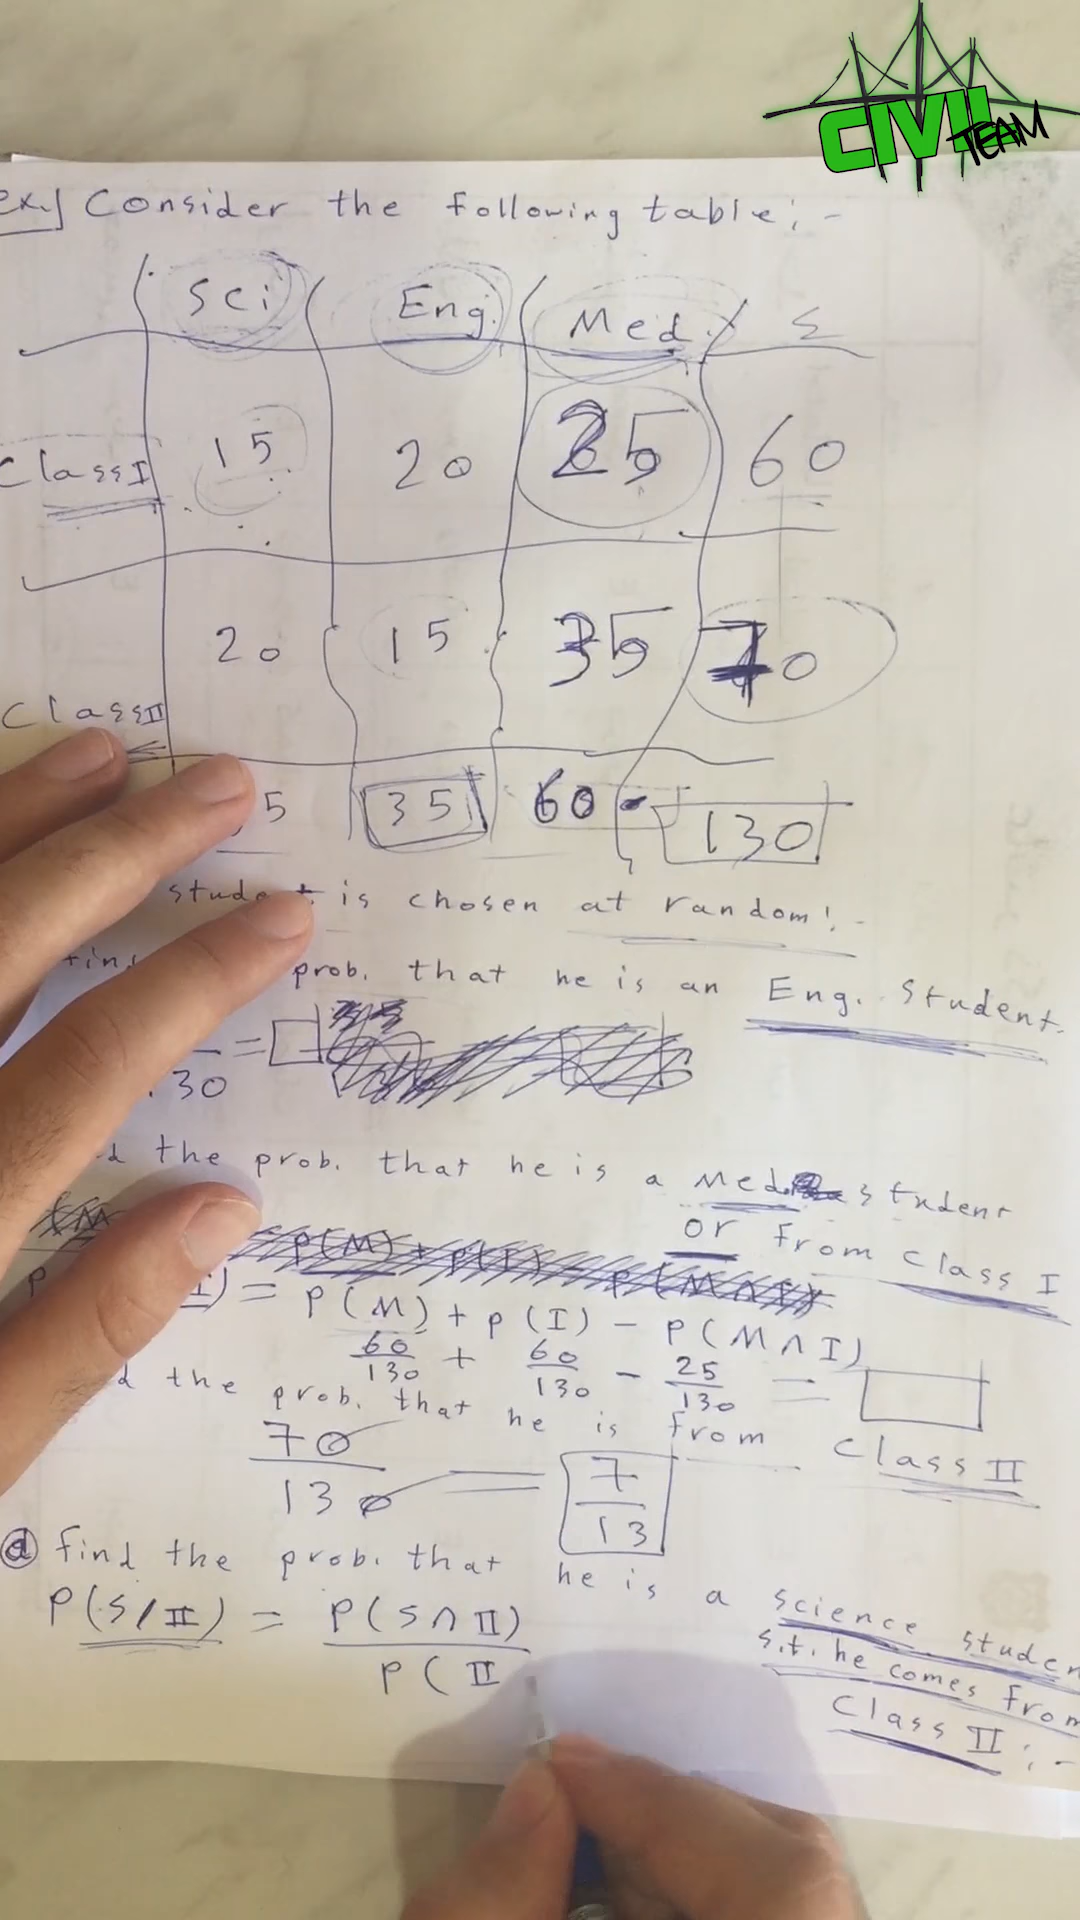 CIVIL
TEAM
ex.] Consider the following table:-
Sci Eng. Med. Σ
Class I 15 20 25 60
20 15 35 70
Class II
5 35 60 130
student is chosen at random:-
prob. that he is an Eng. student.
30 =
the prob. that he is a Med student
or from class I
I) = P(M) + P(I) - P(M∩I)
60/130 + 60/130 - 25/130 =
the prob. that he is from Class II
70/130 = 7/13
d find the prob. that he is a science studen
s.t. he comes from
Class II:-
P(S/II) = P(S∩II)
P(II